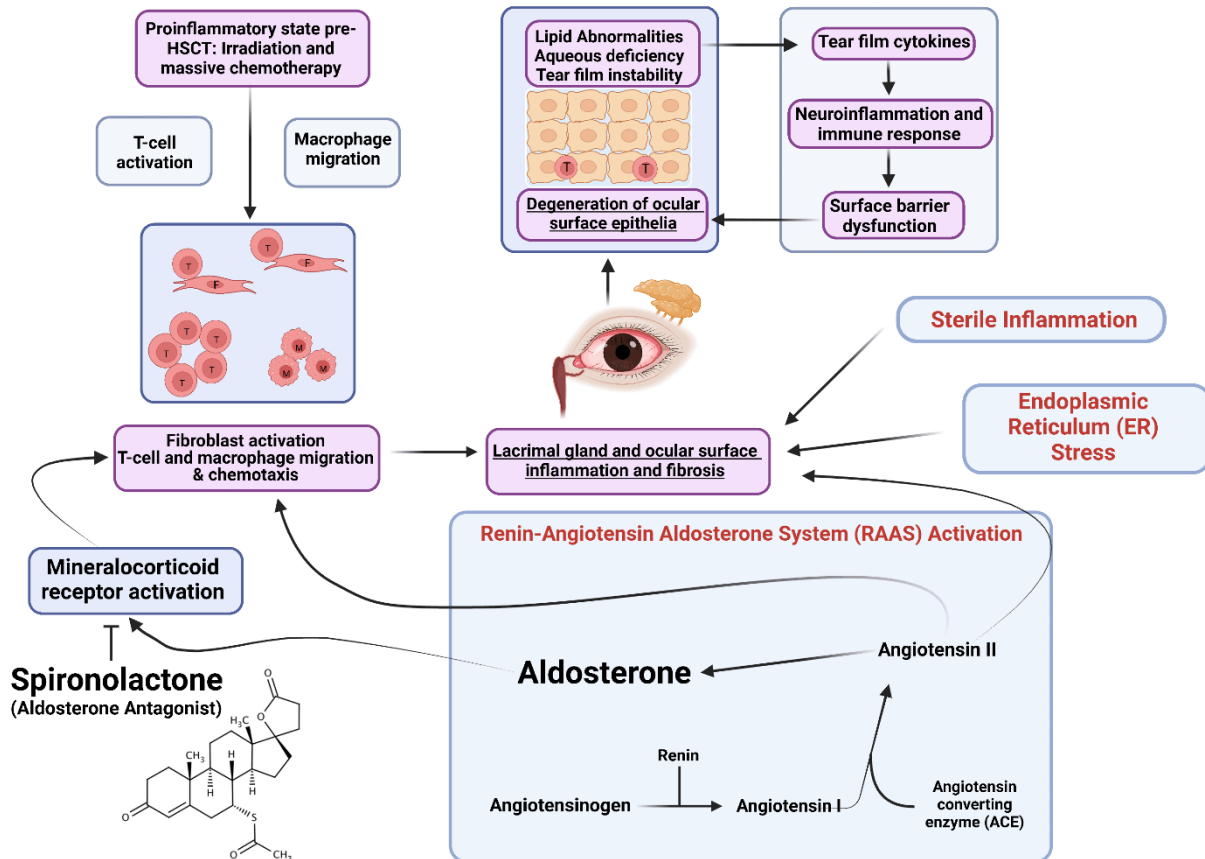 Proinflammatory state pre-
HSCT: Irradiation and
massive chemotherapy
T-cell
activation
Macrophage
migration
T
F
T
F
T
T
T
T
T
T
M
M
M
Fibroblast activation
T-cell and macrophage migration
& chemotaxis
Lipid Abnormalities
Aqueous deficiency
Tear film instability
T
T
Degeneration of ocular
surface epithelia
Tear film cytokines
Neuroinflammation and
immune response
Surface barrier
dysfunction
Sterile Inflammation
Endoplasmic
Reticulum (ER)
Stress
Lacrimal gland and ocular surface
inflammation and fibrosis
Mineralocorticoid
receptor activation
Spironolactone
(Aldosterone Antagonist)
O
O
H₃C
CH₃
H
H
H
O
S
O
CH₃
Renin-Angiotensin Aldosterone System (RAAS) Activation
Angiotensin II
Aldosterone
Renin
Angiotensinogen
Angiotensin I
Angiotensin
converting
enzyme (ACE)